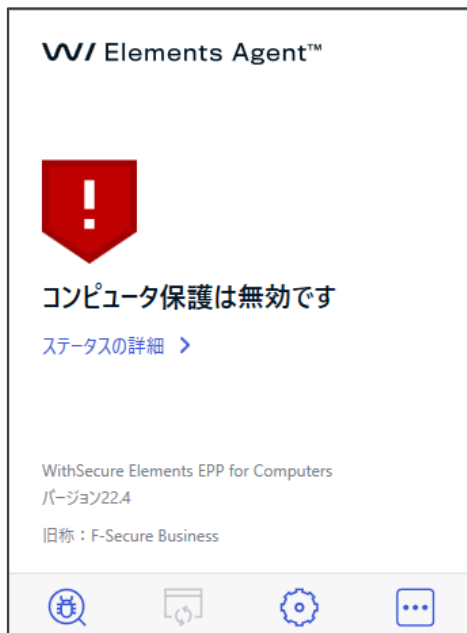 W/ Elements Agent™
コンピュータ保護は無効です
ステータスの詳細
WithSecure Elements EPP for Computers
バージョン22.4
旧称：F-Secure Business